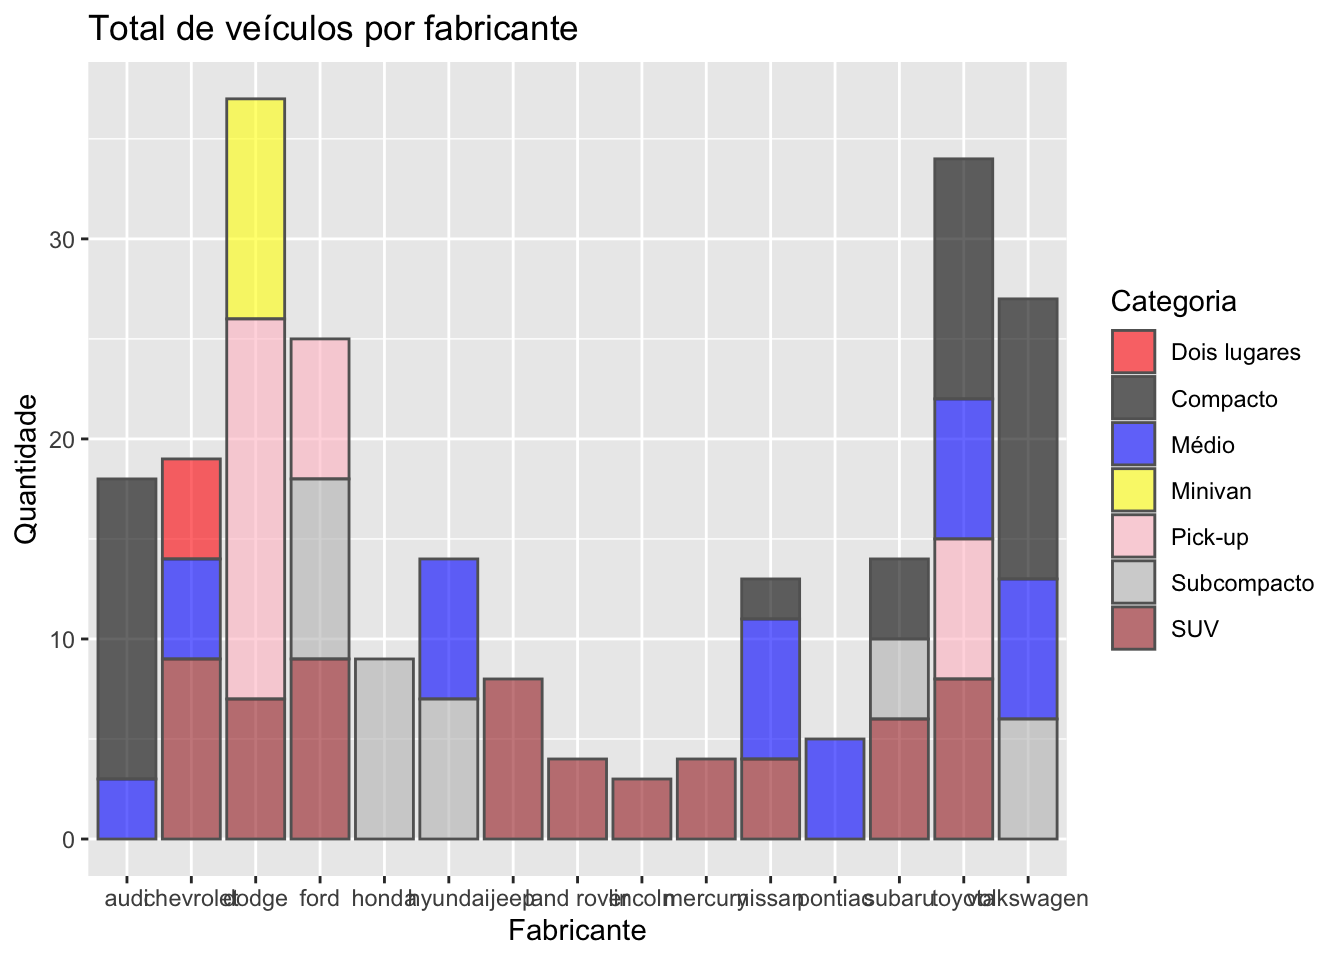 Total de veículos por fabricante
Quantidade
30
20
10
0
audi chevrolet dodge ford honda hyundai jeep land rover lincoln mercury nissan pontiac subaru toyota volkswagen
Fabricante
Categoria
Dois lugares
Compacto
Médio
Minivan
Pick-up
Subcompacto
SUV